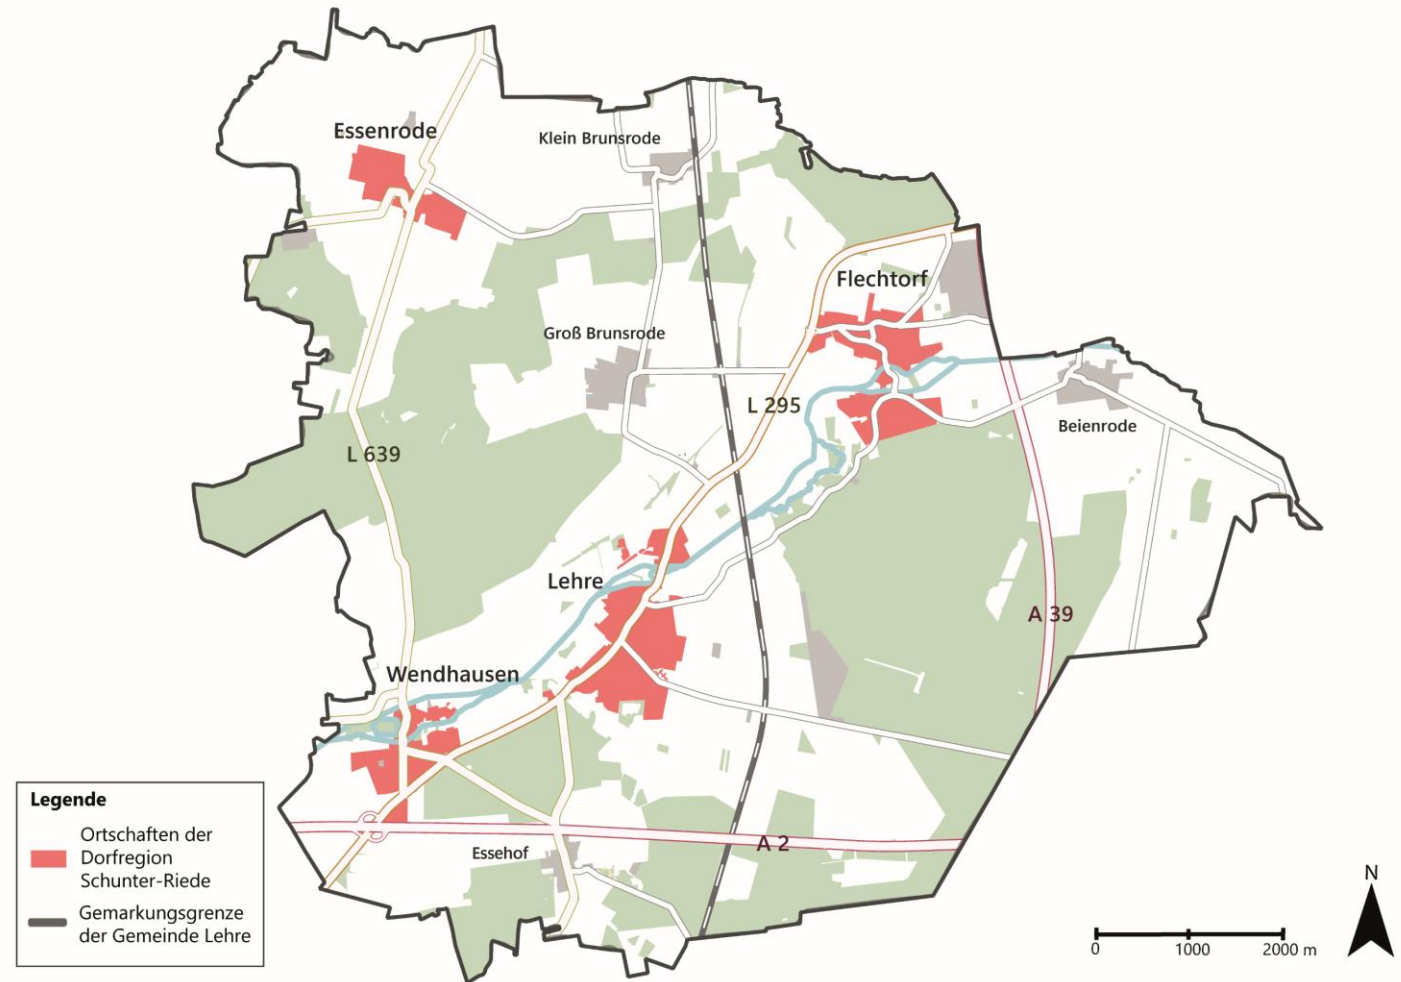 Essenrode
Klein Brunsrode
Flechtorf
Groß Brunsrode
L 295
Beienrode
L 639
Lehre
A 39
Wendhausen
Legende
Ortschaften der
Dorfregion
Schunter-Riede
Gemarkungsgrenze
der Gemeinde Lehre
Essehof
A 2
N
0 1000 2000 m